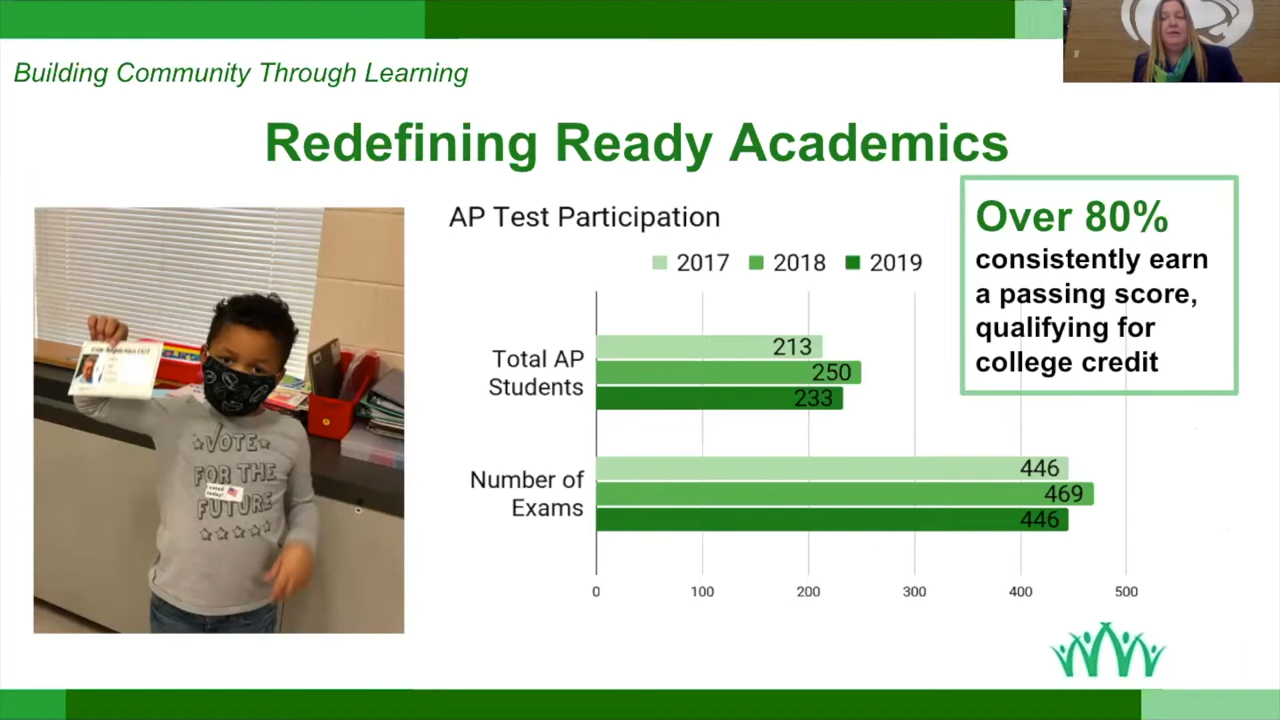 Building Community Through Learning
Redefining Ready Academics
AP Test Participation
2017 2018 2019
Total AP
Students
213
250
233
Number of
Exams
446
469
446
0 100 200 300 400 500
Over 80%
consistently earn
a passing score,
qualifying for
college credit
VOTE
FOR THE
FUTURE
I voted
today!